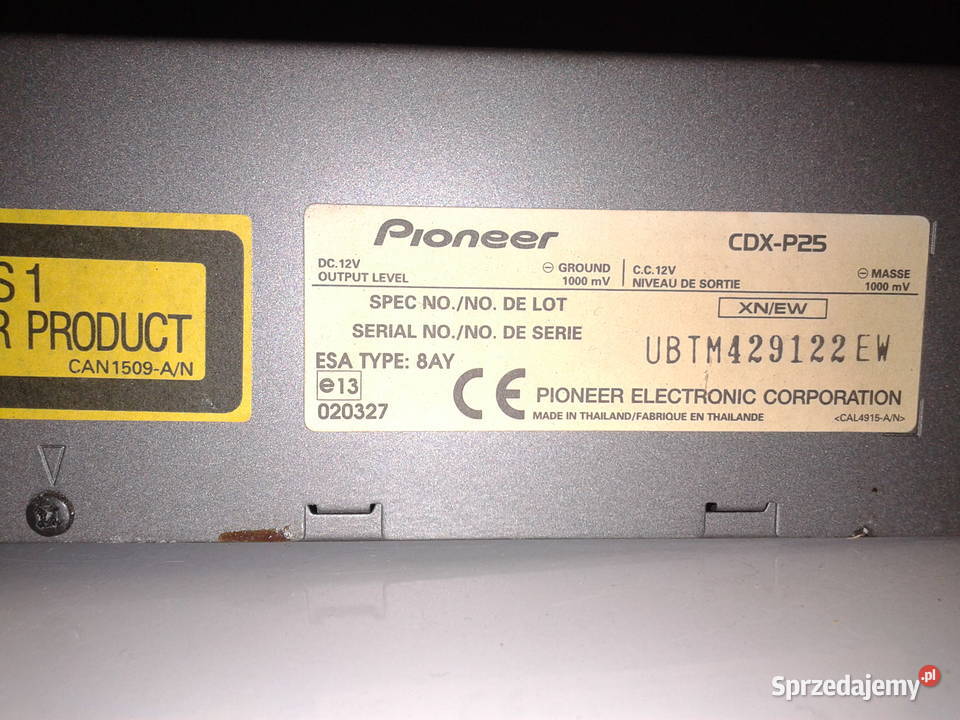 S1
R PRODUCT
CAN1509-A/N
Pioneer CDX-P25
DC.12V ⊖ GROUND C.C.12V ⊖ MASSE
OUTPUT LEVEL 1000 mV NIVEAU DE SORTIE 1000 mV
SPEC NO./NO. DE LOT XN/EW
SERIAL NO./NO. DE SERIE UBTM429122EW
ESA TYPE: 8AY
e13
020327
CE PIONEER ELECTRONIC CORPORATION
MADE IN THAILAND/FABRIQUE EN THAILANDE <CAL4915-A/N>
Sprzedajemy.pl